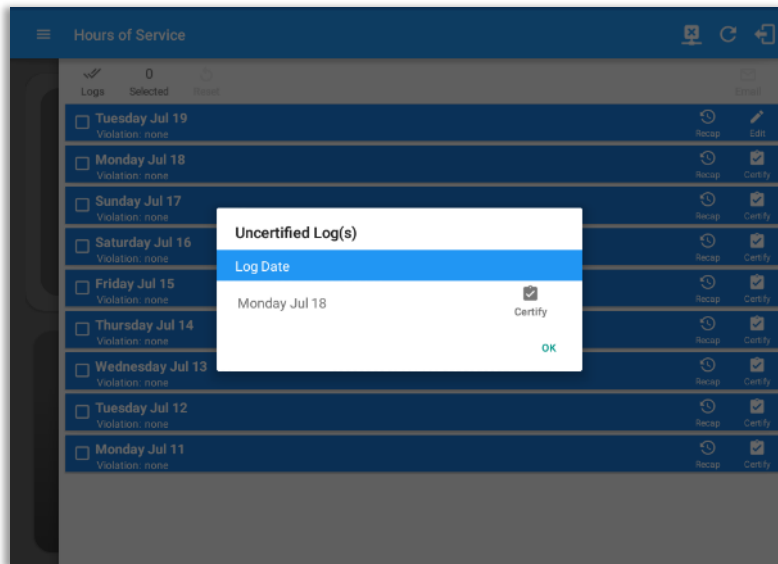 Hours of Service
Logs
0
Selected
Reset
Email
Tuesday Jul 19
Violation: none
Recap
Edit
Monday Jul 18
Violation: none
Recap
Certify
Sunday Jul 17
Violation: none
Recap
Certify
Saturday Jul 16
Violation: none
Recap
Certify
Friday Jul 15
Violation: none
Recap
Certify
Thursday Jul 14
Violation: none
Recap
Certify
Wednesday Jul 13
Violation: none
Recap
Certify
Tuesday Jul 12
Violation: none
Recap
Certify
Monday Jul 11
Violation: none
Recap
Certify
Uncertified Log(s)
Log Date
Monday Jul 18
Certify
OK